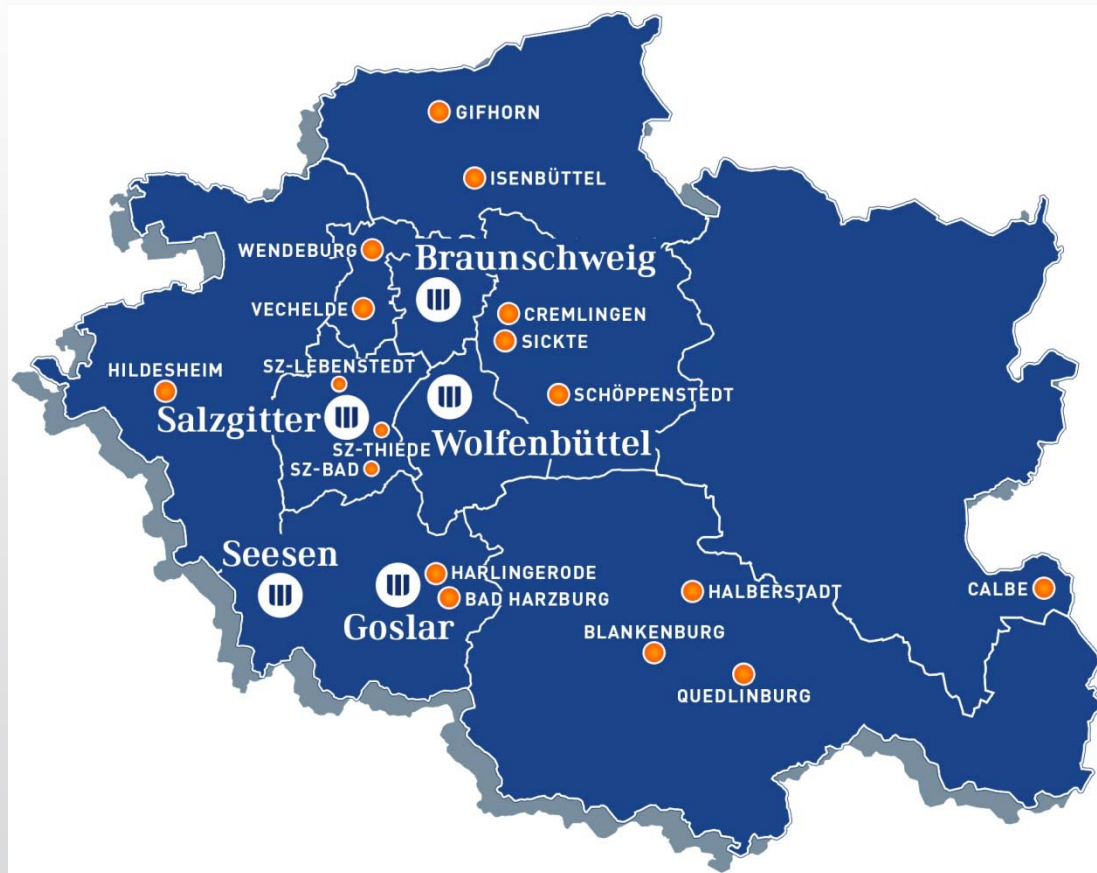 GIFHORN
ISENBÜTTEL
WENDEBURG
Braunschweig
VECHELDE
CREMLINGEN
SICKTE
HILDESHEIM
SZ-LEBENSTEDT
SCHÖPPENSTEDT
Salzgitter
SZ-THIEDE
Wolfenbüttel
SZ-BAD
Seesen
HARLINGERODE
BAD HARZBURG
Goslar
HALBERSTADT
CALBE
BLANKENBURG
QUEDLINBURG